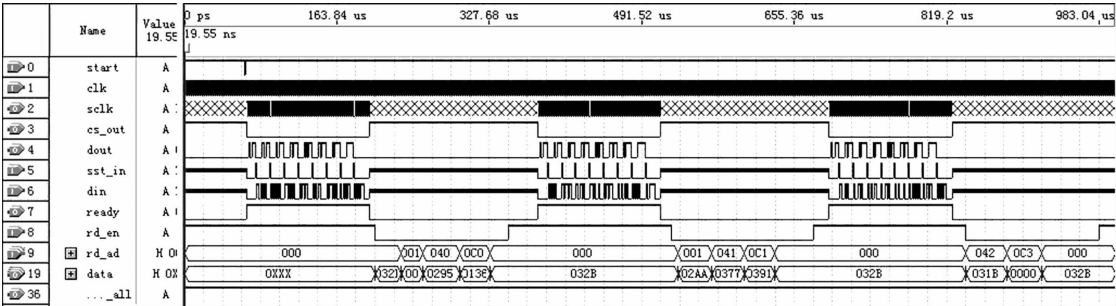 0 ps 163.84 us 327.68 us 491.52 us 655.36 us 819.2 us 983.04 us
Name Value 19.55
19.55 ns
0 start A
1 clk A
2 sclk A
3 cs_out A
4 dout A
5 sst_in A
6 din A
7 ready A
8 rd_en A
9 rd_ad H 000 001 040 0C0 000 001 041 0C1 000 042 0C3 000
19 data H 0XXX 00 0295 032B 02AA 0377 0391 032B 031B 0000 032B
36 ...._all A